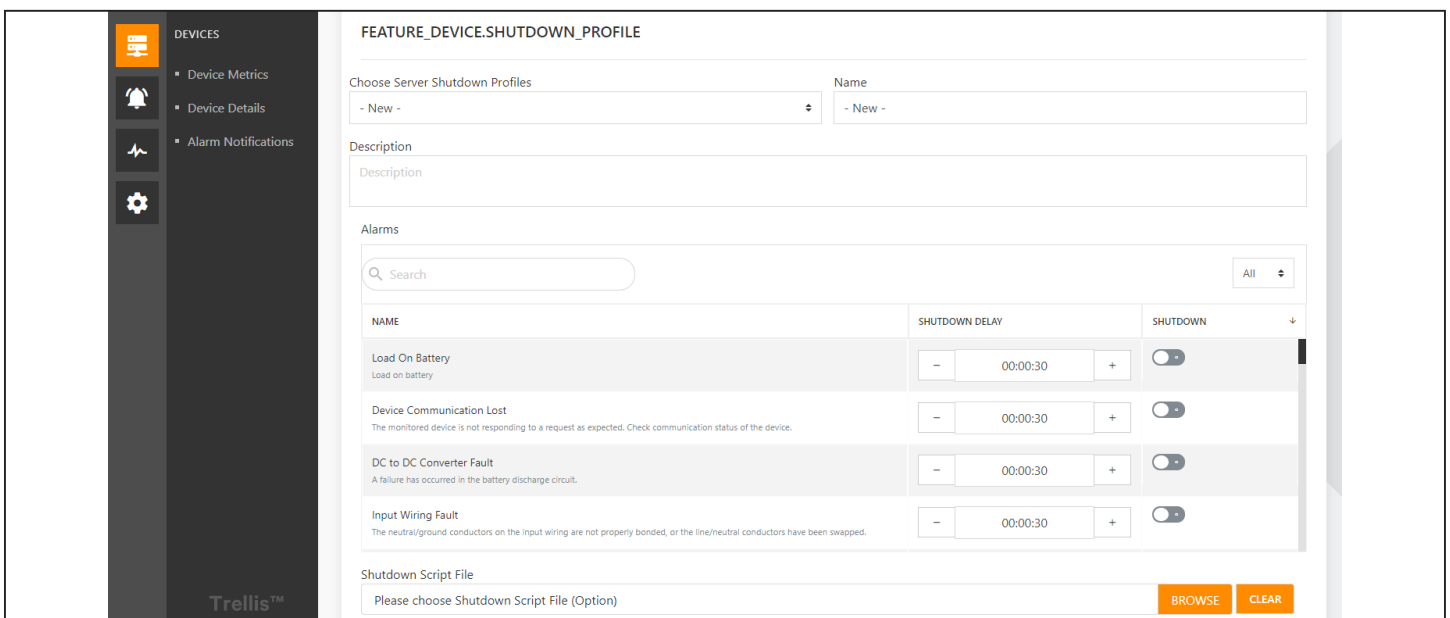 DEVICES
Device Metrics
Device Details
Alarm Notifications
Trellis™
FEATURE_DEVICE.SHUTDOWN_PROFILE
Choose Server Shutdown Profiles
- New -
Name
- New -
Description
Description
Alarms
Search
All
NAME SHUTDOWN DELAY SHUTDOWN
Load On Battery
Load on battery
− 00:00:30 +
Device Communication Lost
The monitored device is not responding to a request as expected. Check communication status of the device.
− 00:00:30 +
DC to DC Converter Fault
A failure has occurred in the battery discharge circuit.
− 00:00:30 +
Input Wiring Fault
The neutral/ground conductors on the input wiring are not properly bonded, or the line/neutral conductors have been swapped.
− 00:00:30 +
Shutdown Script File
Please choose Shutdown Script File (Option) BROWSE CLEAR